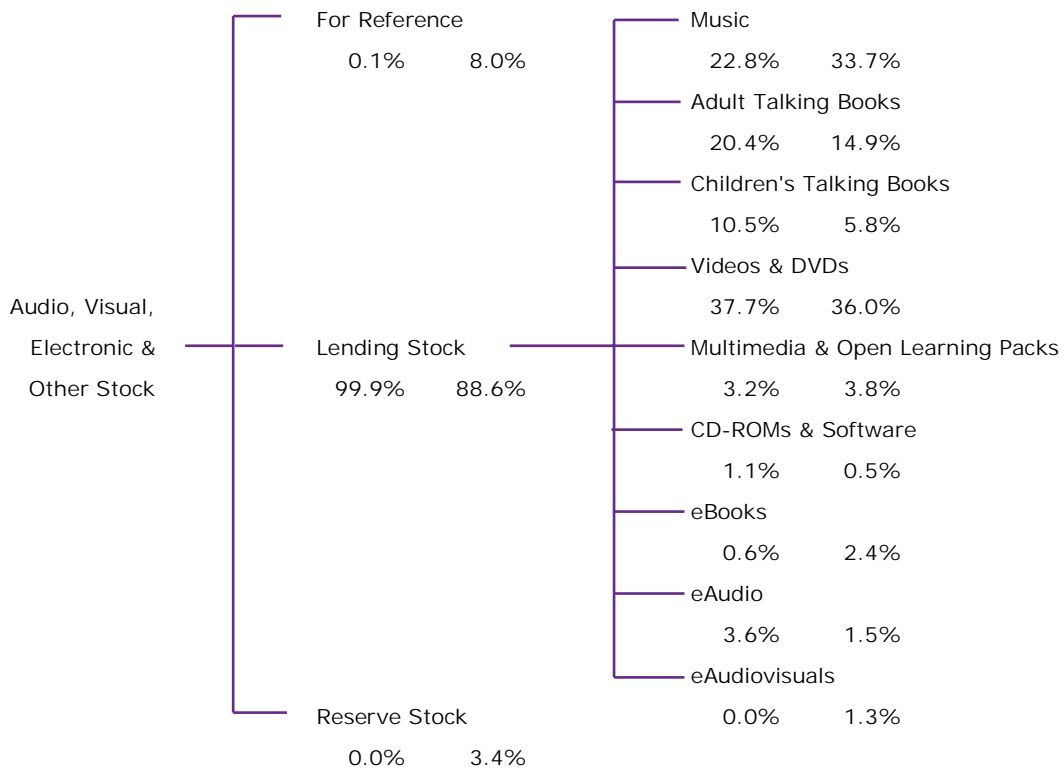 For Reference
0.1% 8.0%
Music
22.8% 33.7%
Adult Talking Books
20.4% 14.9%
Children's Talking Books
10.5% 5.8%
Videos & DVDs
37.7% 36.0%
Audio, Visual,
Electronic &
Other Stock
Lending Stock
99.9% 88.6%
Multimedia & Open Learning Packs
3.2% 3.8%
CD-ROMs & Software
1.1% 0.5%
eBooks
0.6% 2.4%
eAudio
3.6% 1.5%
eAudiovisuals
0.0% 1.3%
Reserve Stock
0.0% 3.4%